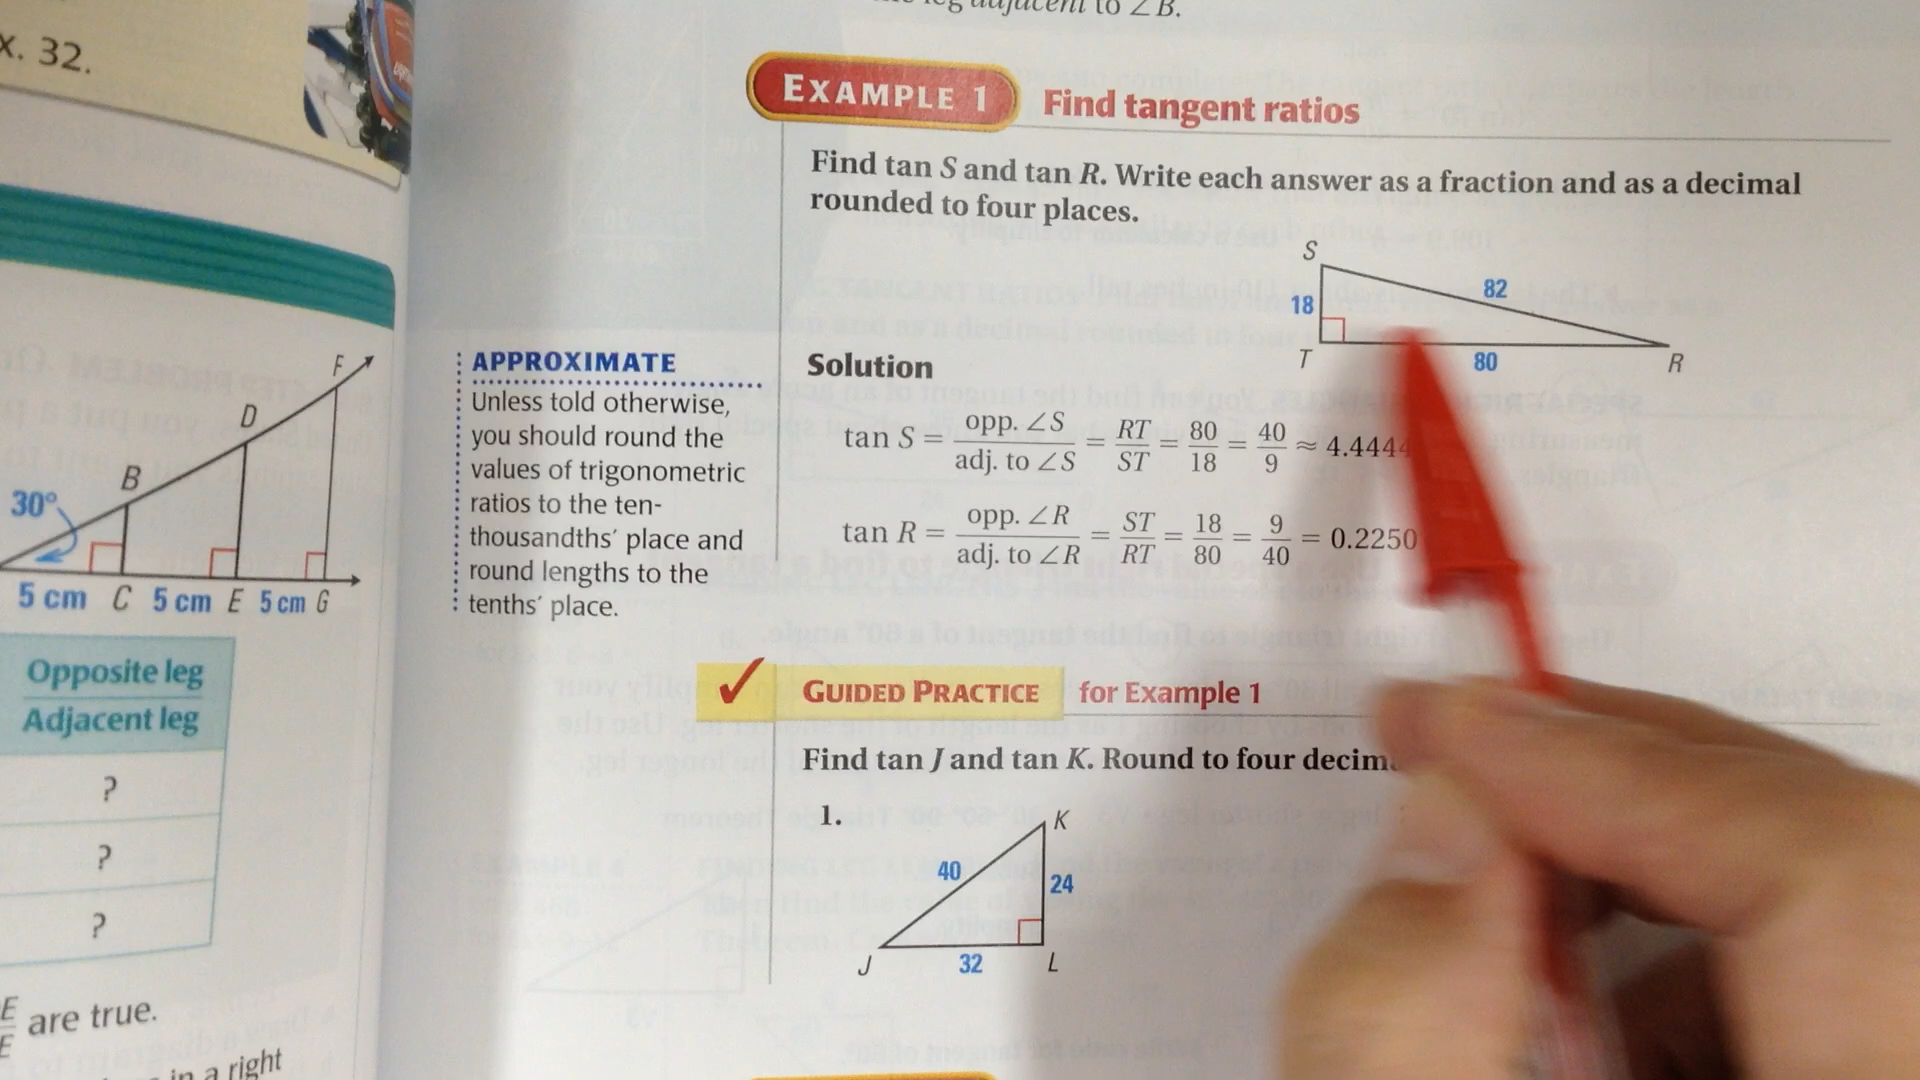 x. 32.
F
D
B
30°
5 cm C 5 cm E 5 cm G
Opposite leg
Adjacent leg
?
?
?
E
E
are true.
in a right
adjacent to ∠B.
EXAMPLE 1 Find tangent ratios
Find tan S and tan R. Write each answer as a fraction and as a decimal
rounded to four places.
S
82
18
T
80
R
APPROXIMATE
Unless told otherwise,
you should round the
values of trigonometric
ratios to the ten-
thousandths' place and
round lengths to the
tenths' place.
Solution
tan S = opp. ∠S / adj. to ∠S = RT / ST = 80 / 18 = 40 / 9 ≈ 4.4444
tan R = opp. ∠R / adj. to ∠R = ST / RT = 18 / 80 = 9 / 40 = 0.2250
✓ GUIDED PRACTICE for Example 1
Find tan J and tan K. Round to four
1.
K
40
24
J
32
L